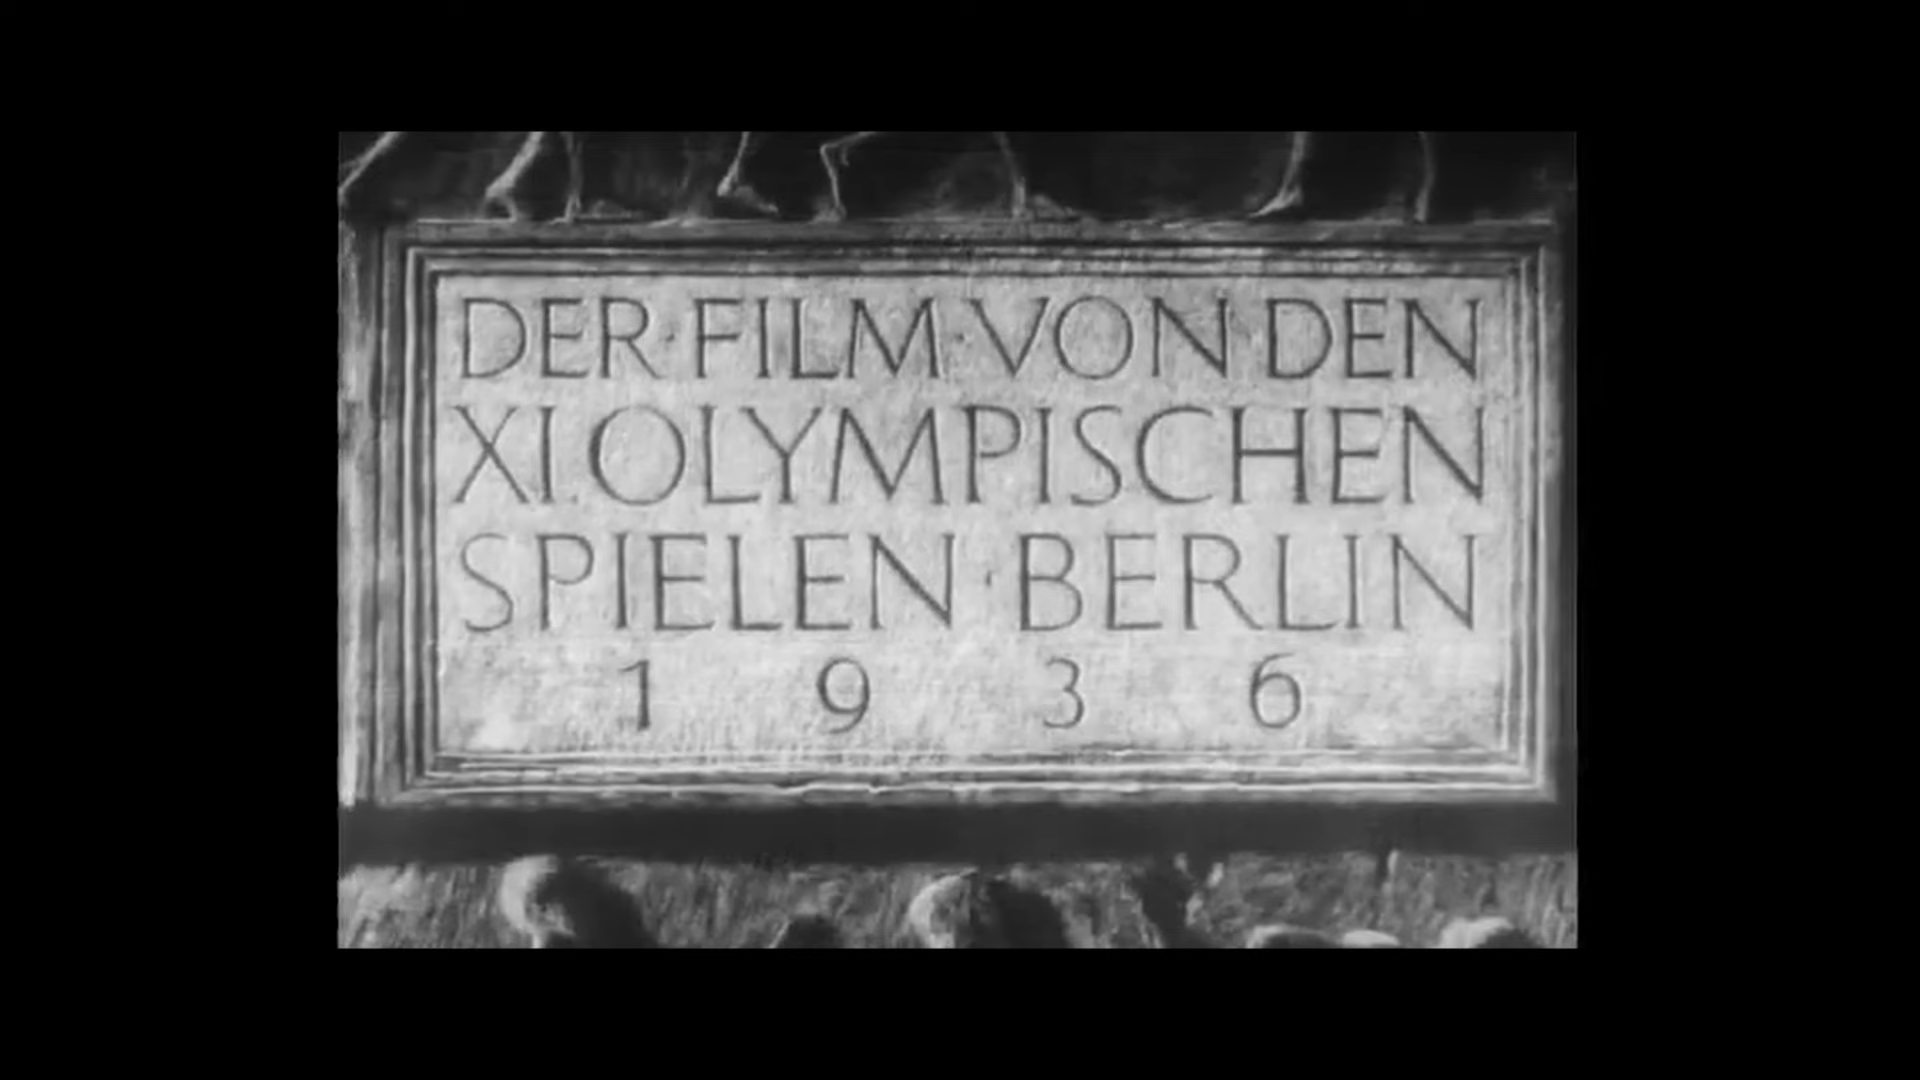 DER·FILM·VON·DEN
XI.OLYMPISCHEN
SPIELEN·BERLIN
1 9 3 6